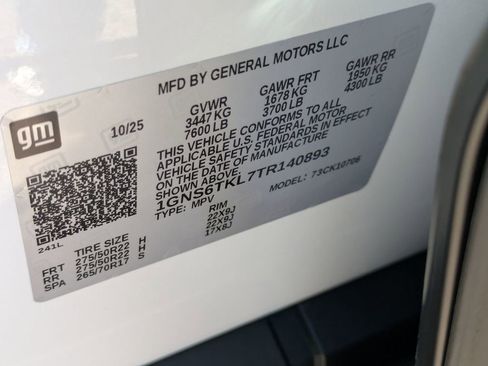 MFD BY GENERAL MOTORS LLC
gm
10/25
GVWR
3447 KG
7600 LB
GAWR FRT
1678 KG
3700 LB
GAWR RR
1950 KG
4300 LB
THIS VEHICLE CONFORMS TO ALL
APPLICABLE U.S. FEDERAL MOTOR
VEHICLE SAFETY STANDARDS IN EFFECT
ON THE DATE OF MANUFACTURE
SHOWN ABOVE.
1GNS6TKL7TR140893
TYPE: MPV
MODEL: 73CK10706
241L
TIRE SIZE
RIM
FRT 275/50R22 H 22X9J
RR 275/50R22 H 22X9J
SPA 265/70R17 S 17X8J